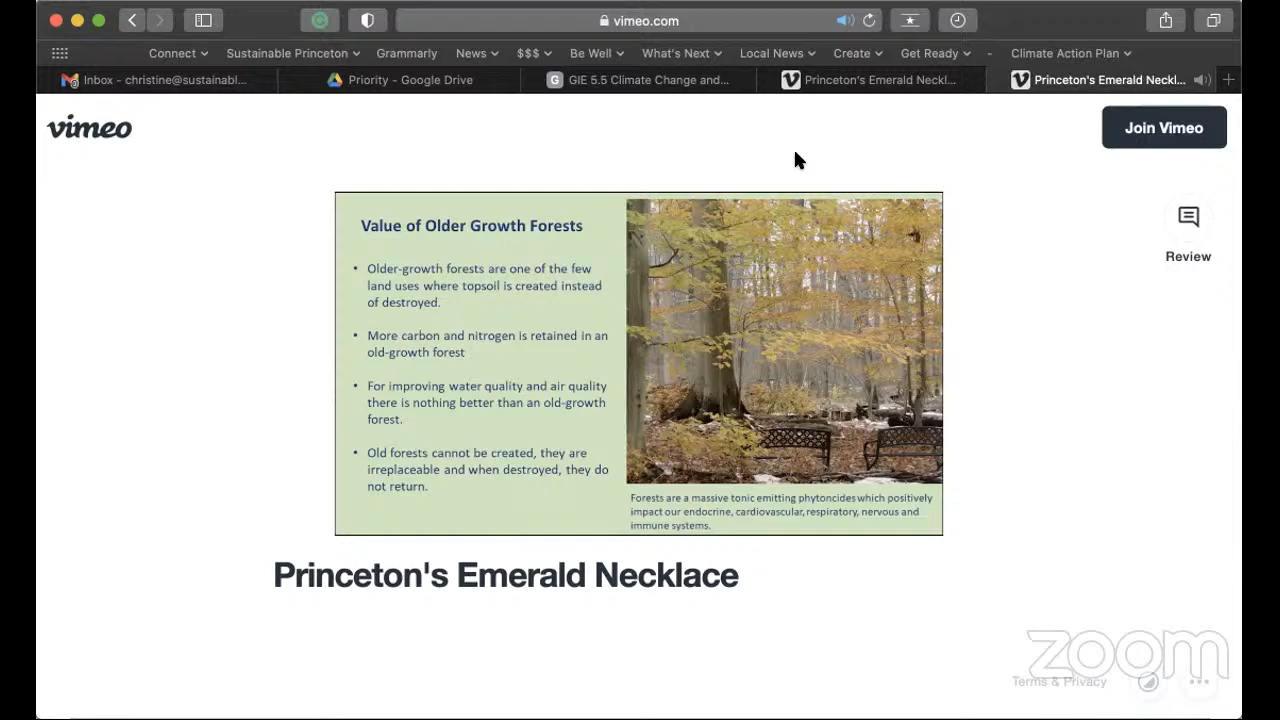 vimeo.com
Connect
Sustainable Princeton
Grammarly
News
$$$
Be Well
What's Next
Local News
Create
Get Ready
-
Climate Action Plan
Inbox - christine@sustainabl...
Priority - Google Drive
G
GIE 5.5 Climate Change and...
Princeton's Emerald Neckl...
Princeton's Emerald Neckl...
vimeo
Join Vimeo
Value of Older Growth Forests
• Older-growth forests are one of the few
land uses where topsoil is created instead
of destroyed.
• More carbon and nitrogen is retained in an
old-growth forest
• For improving water quality and air quality
there is nothing better than an old-growth
forest.
• Old forests cannot be created, they are
irreplaceable and when destroyed, they do
not return.
Forests are a massive tonic emitting phytoncides which positively
impact our endocrine, cardiovascular, respiratory, nervous and
immune systems.
Review
Princeton's Emerald Necklace
zoom
Terms & Privacy